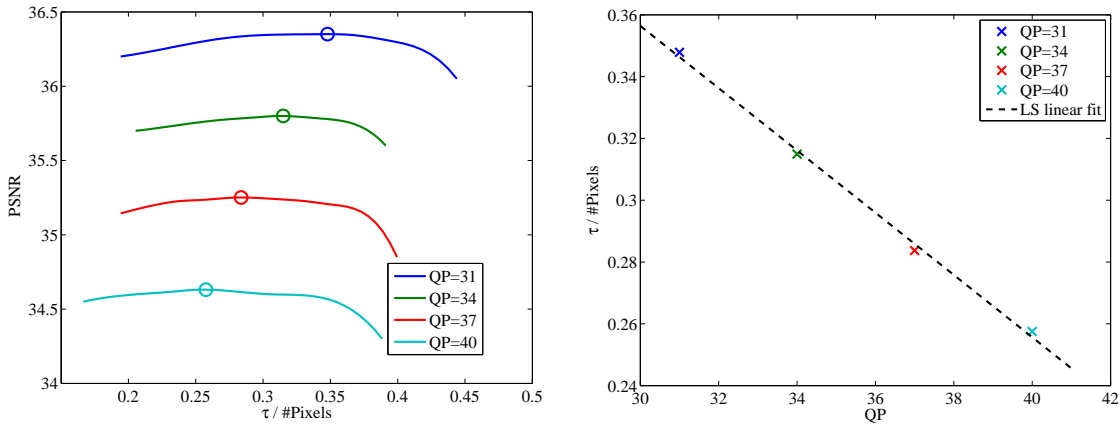 36.5
36
35.5
35
34.5
34
PSNR
0.2 0.25 0.3 0.35 0.4 0.45 0.5
τ / #Pixels
QP=31
QP=34
QP=37
QP=40
0.36
0.34
0.32
0.3
0.28
0.26
0.24
τ / #Pixels
30 32 34 36 38 40 42
QP
QP=31
QP=34
QP=37
QP=40
LS linear fit